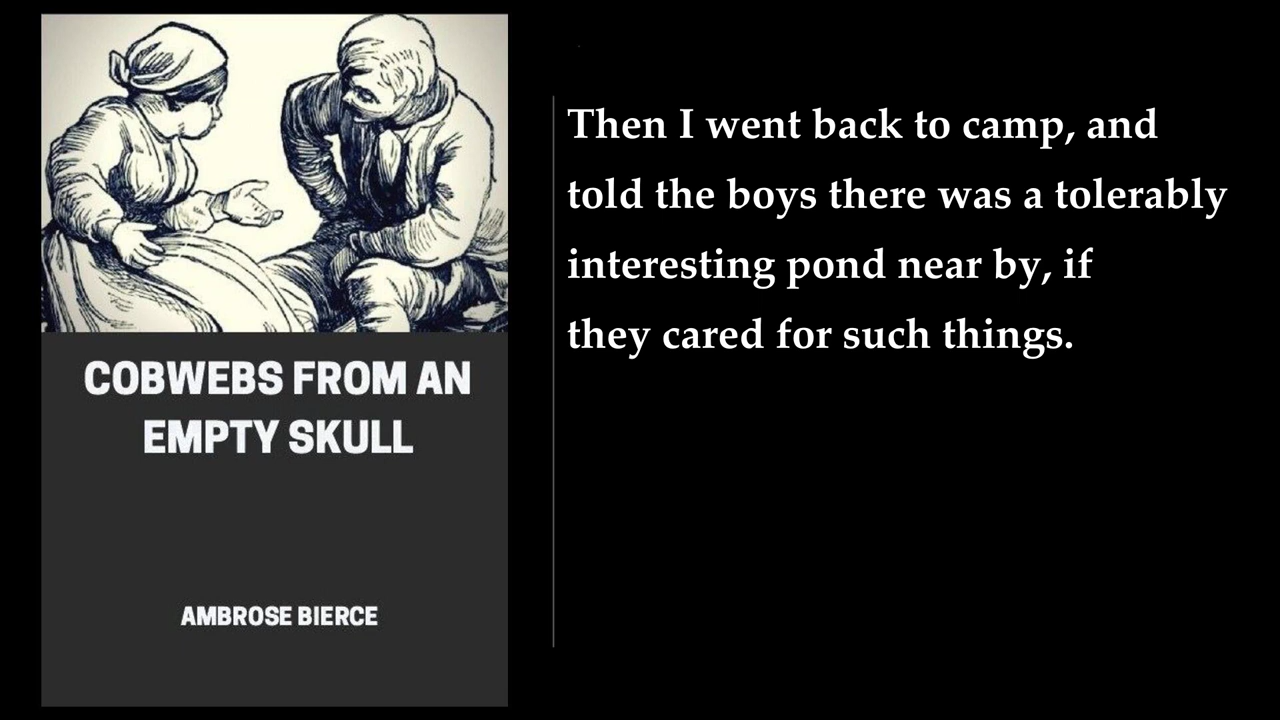 COBWEBS FROM AN
EMPTY SKULL
AMBROSE BIERCE
Then I went back to camp, and
told the boys there was a tolerably
interesting pond near by, if
they cared for such things.